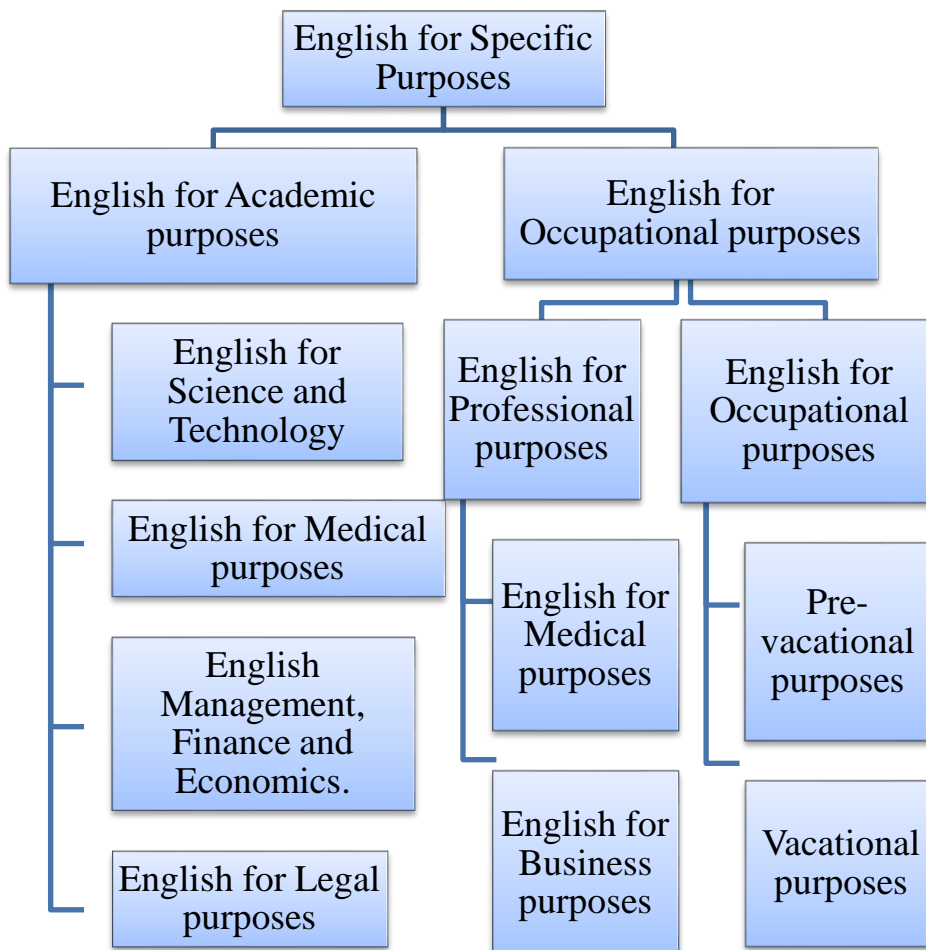 English for Specific
Purposes
English for Academic
purposes
English for
Occupational purposes
English for
Science and
Technology
English for Medical
purposes
English
Management,
Finance and
Economics.
English for Legal
purposes
English for
Professional
purposes
English for
Medical
purposes
English for
Business
purposes
English for
Occupational
purposes
Pre-
vacational
purposes
Vacational
purposes